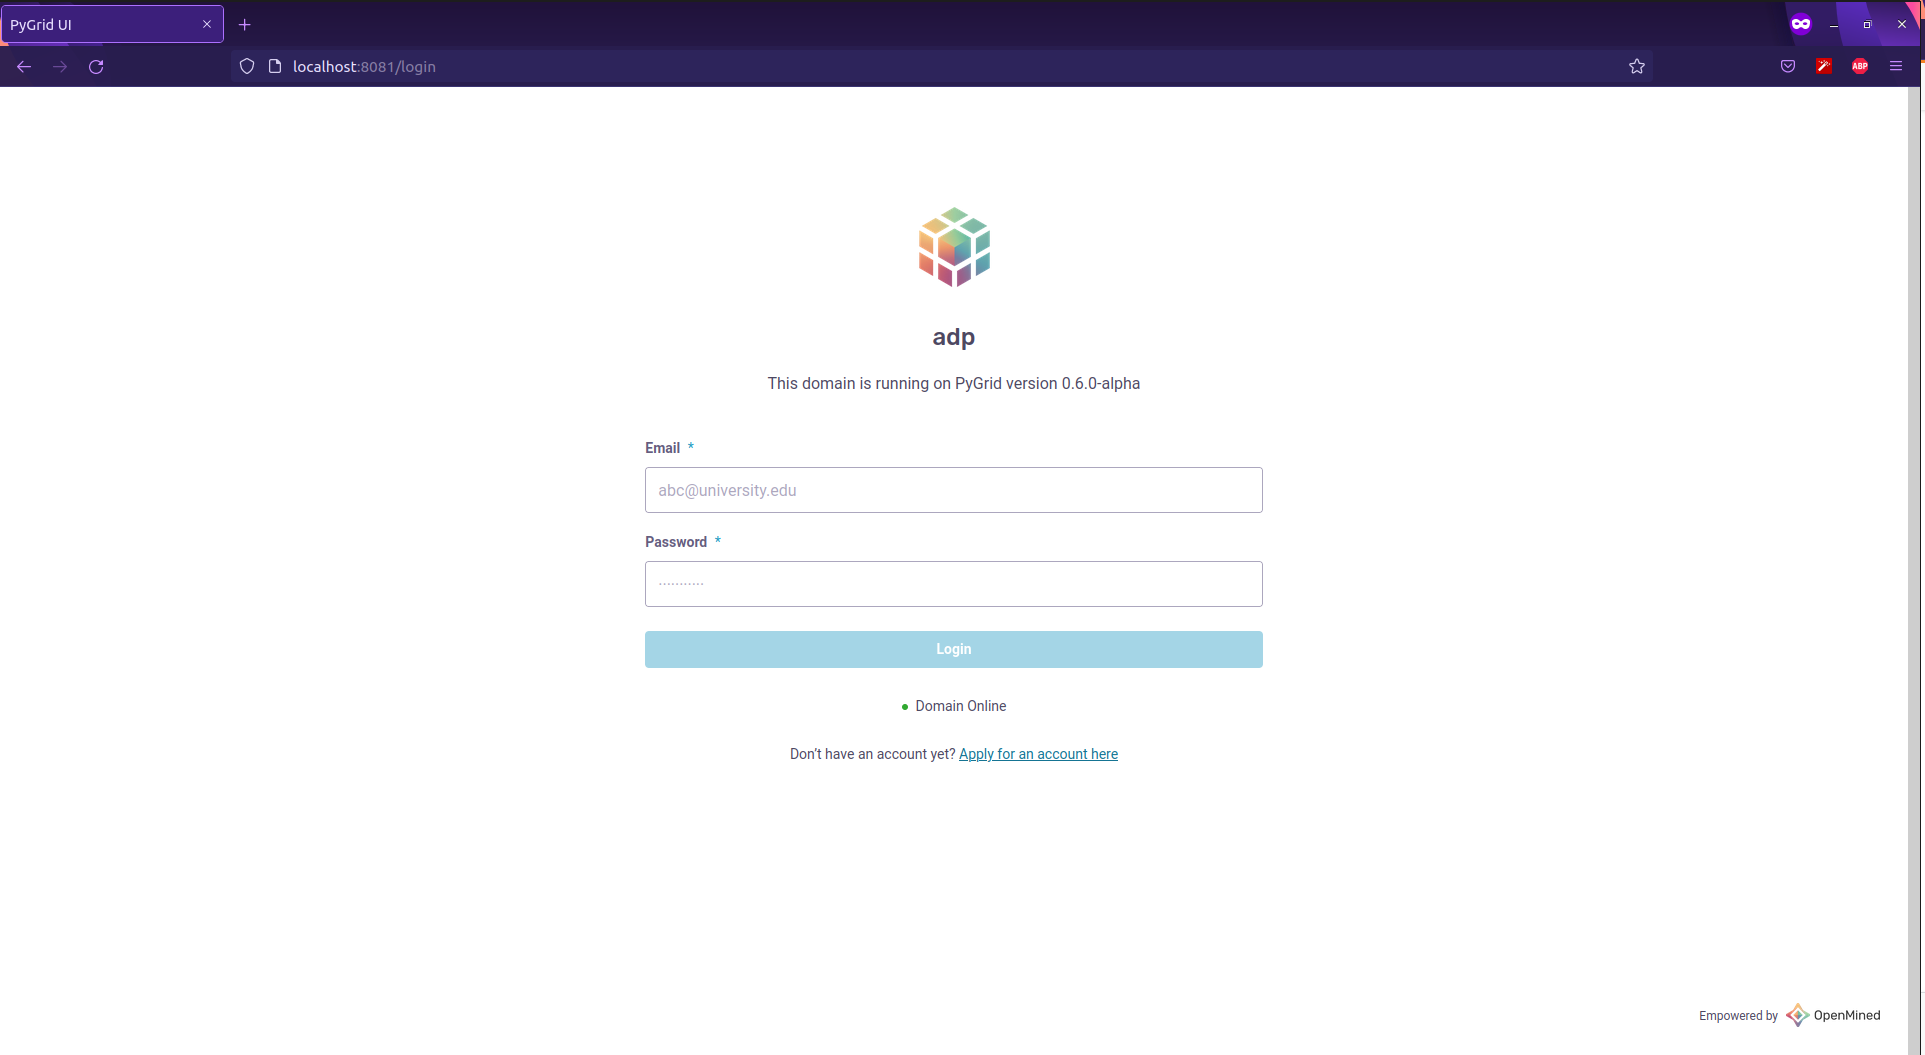 PyGrid UI
localhost:8081/login
ABP
adp
This domain is running on PyGrid version 0.6.0-alpha
Email *
abc@university.edu
Password *
···········
Login
Domain Online
Don’t have an account yet? Apply for an account here
Empowered by OpenMined